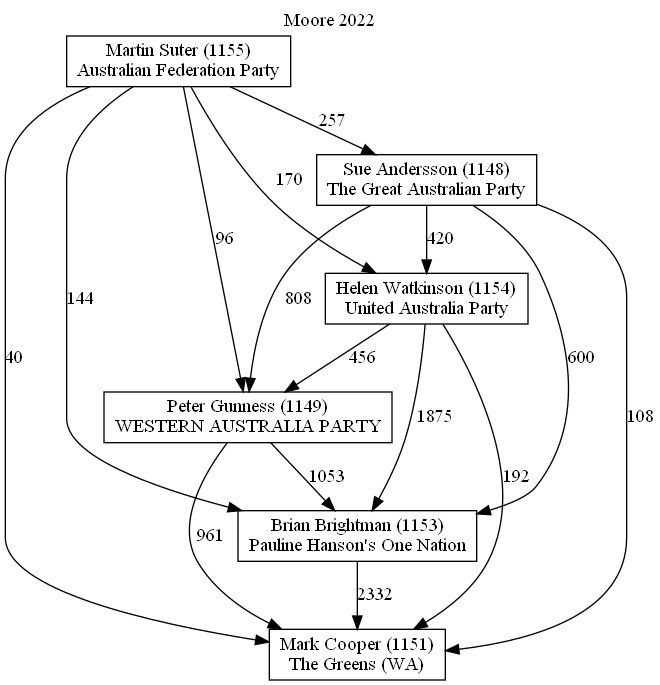 Moore 2022
Martin Suter (1155)
Australian Federation Party
257
Sue Andersson (1148)
The Great Australian Party
170
96
420
808
144
Helen Watkinson (1154)
United Australia Party
40
456
600
Peter Gunness (1149)
WESTERN AUSTRALIA PARTY
1875
108
1053
192
Brian Brightman (1153)
Pauline Hanson's One Nation
961
2332
Mark Cooper (1151)
The Greens (WA)